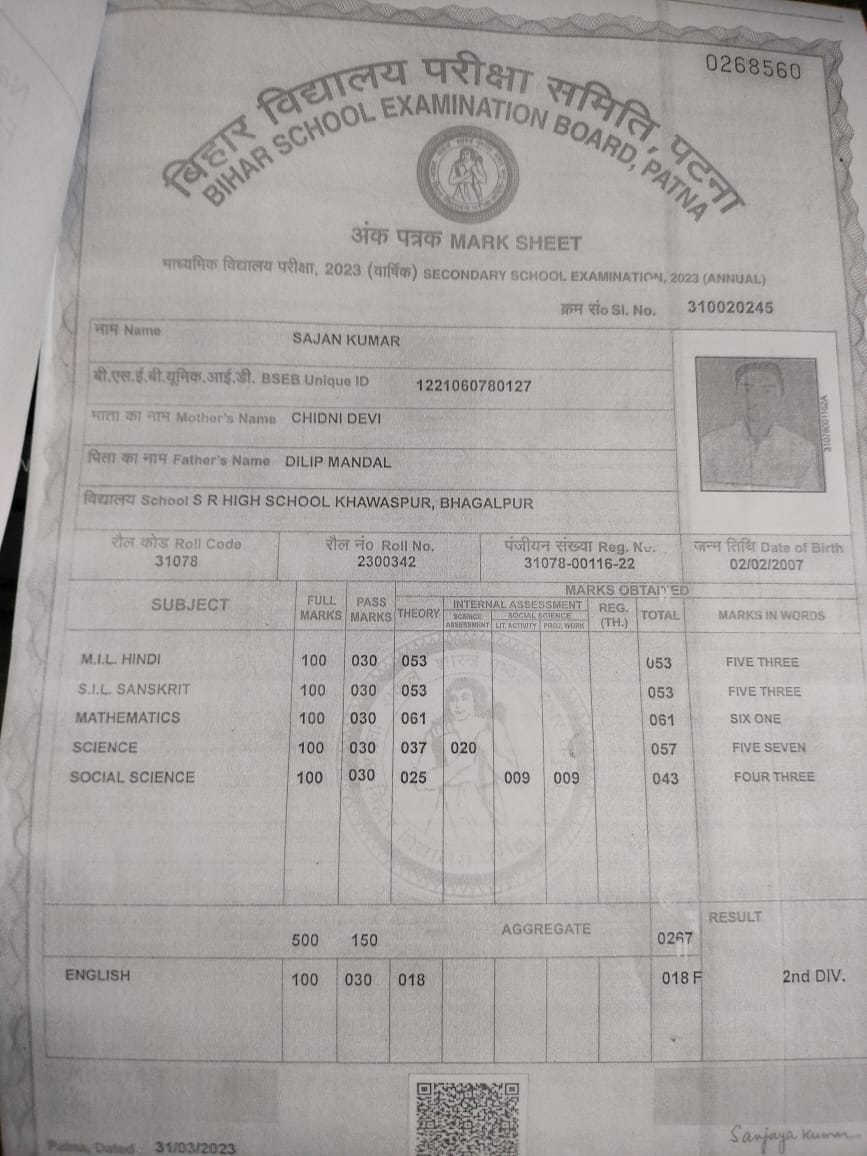 0268560
बिहार विद्यालय परीक्षा समिति, पटना
BIHAR SCHOOL EXAMINATION BOARD, PATNA
अंक पत्रक MARK SHEET
माध्यमिक विद्यालय परीक्षा, 2023 (वार्षिक) SECONDARY SCHOOL EXAMINATION, 2023 (ANNUAL)
क्रम सं० Sl. No. 310020245
नाम Name SAJAN KUMAR
बी.एस.ई.बी.यूनिक.आई.डी. BSEB Unique ID 1221060780127
माता का नाम Mother's Name CHIDNI DEVI
पिता का नाम Father's Name DILIP MANDAL
विद्यालय School S R HIGH SCHOOL KHAWASPUR, BHAGALPUR
रौल कोड Roll Code रौल नं० Roll No. पंजीयन संख्या Reg. No. जन्म तिथि Date of Birth
31078 2300342 31078-00116-22 02/02/2007
SUBJECT FULL MARKS PASS MARKS MARKS OBTAINED
THEORY INTERNAL ASSESSMENT REG. (TH.) TOTAL MARKS IN WORDS
SCIENCE ASSESSMENT SOCIAL SCIENCE
LIT. ACTIVITY PROJ. WORK
M.I.L. HINDI 100 030 053 053 FIVE THREE
S.I.L. SANSKRIT 100 030 053 053 FIVE THREE
MATHEMATICS 100 030 061 061 SIX ONE
SCIENCE 100 030 037 020 057 FIVE SEVEN
SOCIAL SCIENCE 100 030 025 009 009 043 FOUR THREE
500 150 AGGREGATE 0267 RESULT
ENGLISH 100 030 018 018 F 2nd DIV.
Patna, Dated : 31/03/2023
Sanjaya Kumar